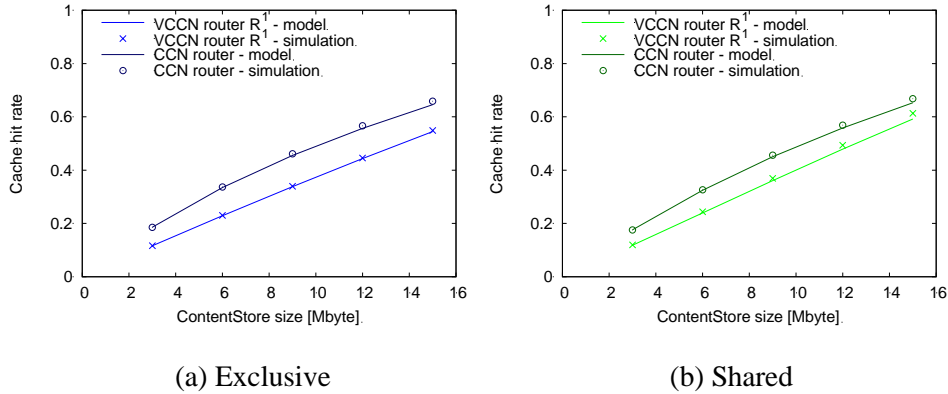 VCCN router R1 - model
VCCN router R1 - simulation
CCN router - model
CCN router - simulation
1
0.8
0.6
0.4
0.2
0
Cache hit rate
0 2 4 6 8 10 12 14 16
ContentStore size [Mbyte]
(a) Exclusive
VCCN router R1 - model
VCCN router R1 - simulation
CCN router - model
CCN router - simulation
1
0.8
0.6
0.4
0.2
0
Cache hit rate
0 2 4 6 8 10 12 14 16
ContentStore size [Mbyte]
(b) Shared